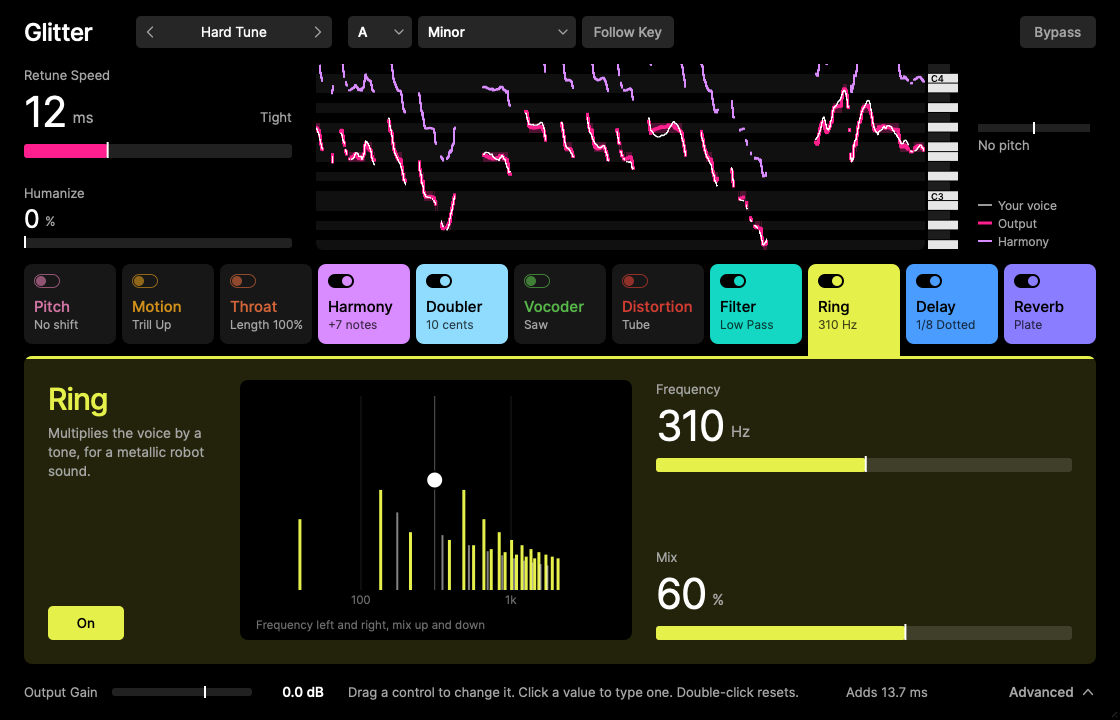 Glitter
Hard Tune
A
Minor
Follow Key
Bypass
Retune Speed
12 ms
Tight
Humanize
0 %
C4
C3
No pitch
Your voice
Output
Harmony
Pitch
No shift
Motion
Trill Up
Throat
Length 100%
Harmony
+7 notes
Doubler
10 cents
Vocoder
Saw
Distortion
Tube
Filter
Low Pass
Ring
310 Hz
Delay
1/8 Dotted
Reverb
Plate
Ring
Multiplies the voice by a
tone, for a metallic robot
sound.
On
100
1k
Frequency left and right, mix up and down
Frequency
310 Hz
Mix
60 %
Output Gain
0.0 dB
Drag a control to change it. Click a value to type one. Double-click resets.
Adds 13.7 ms
Advanced